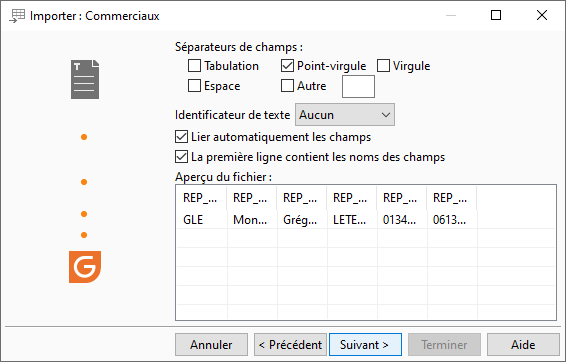 Importer : Commerciaux
Séparateurs de champs :
Tabulation Point-virgule Virgule
Espace Autre
Identificateur de texte Aucun
Lier automatiquement les champs
La première ligne contient les noms des champs
Aperçu du fichier :
REP_... REP_... REP_... REP_... REP_... REP_...
GLE Mon... Grég... LETE... 0134... 0613...
Annuler < Précédent Suivant > Terminer Aide